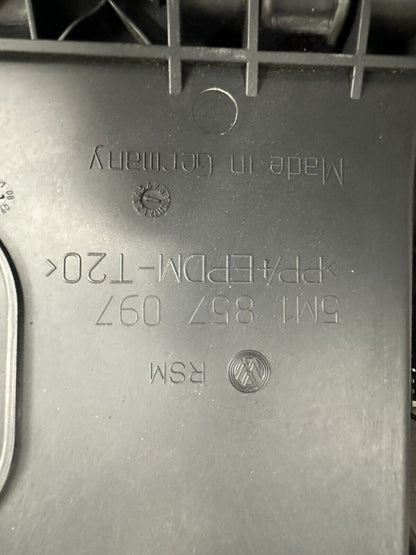 RSM
5M1 857 097
>PP+EPDM-T20<
Made in Germany